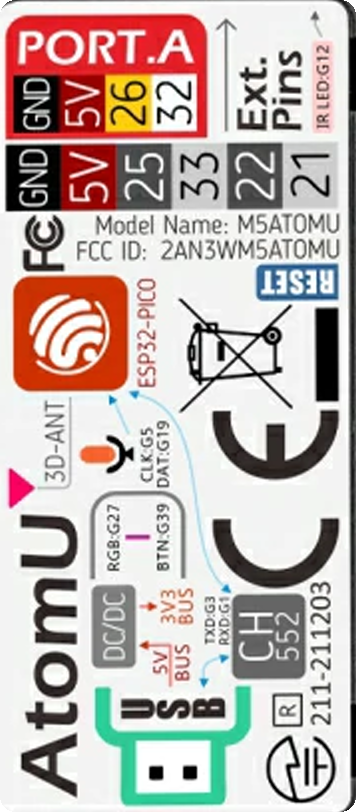 PORT.A
GND 5V 26 32
Ext. Pins
IR LED:G12
GND 5V 25 33 22 21
FC
Model Name: M5ATOMU
FCC ID: 2AN3WM5ATOMU
RESET
ESP32-PICO
3D-ANT
CLK:G5
DAT:G19
CE
AtomU
RGB:G27
BTN:G39
DC/DC
3V3 BUS
5V BUS
TXD:G3
RXD:G1
CH 552
USB
R
211-211203